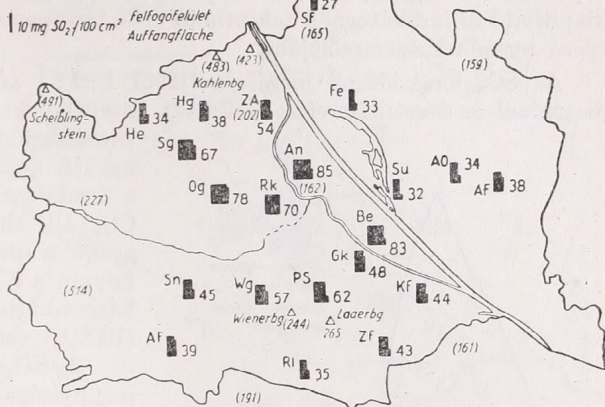 10 mg SO₂/100 cm² Felfogófelület
Auffangfläche
27
Sf
(165)
(159)
(483)
(423)
Kahlenbg
(491)
Scheibling-
stein
He
34
Hg
38
ZA
(202)
54
Fe
33
Sg
67
An
85
(162)
Su
32
AO
34
AF
38
Og
78
Rk
70
Be
83
(227)
Gk
48
(514)
Sn
45
Wg
57
PS
62
Kf
44
Wienerbg
(244)
Laaerbg
265
Af
39
Zf
43
(161)
Rl
35
(191)